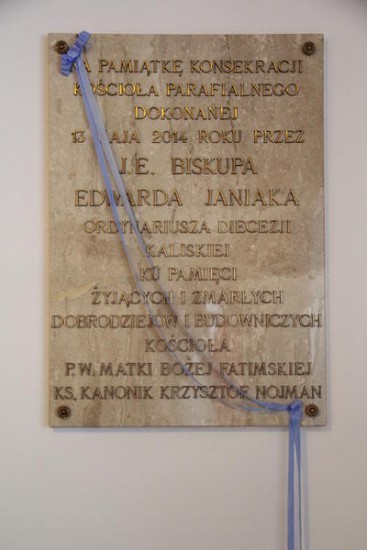 NA PAMIĄTKĘ KONSEKRACJI
KOŚCIOŁA PARAFIALNEGO
DOKONANEJ
13 MAJA 2014 ROKU PRZEZ
J.E. BISKUPA
EDWARDA JANIAKA
ORDYNARIUSZA DIECEZJI
KALISKIEJ
KU PAMIĘCI
ŻYJĄCYCH I ZMARŁYCH
DOBRODZIEJÓW I BUDOWNICZYCH
KOŚCIOŁA
P.W. MATKI BOŻEJ FATIMSKIEJ
KS. KANONIK KRZYSZTOF NOJMAN